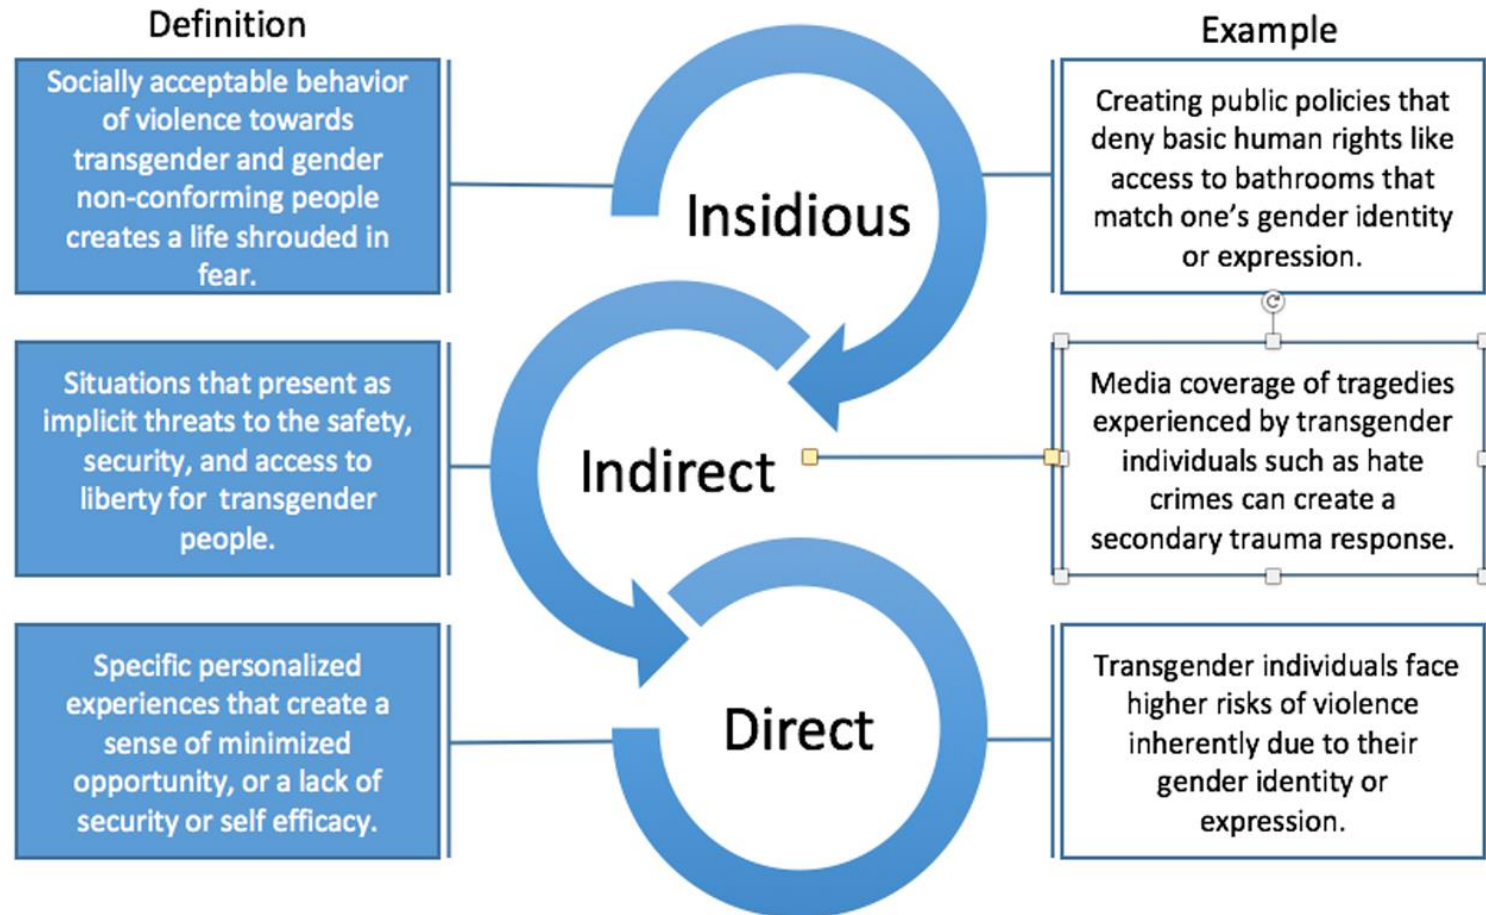 Definition
Example
Socially acceptable behavior
of violence towards
transgender and gender
non-conforming people
creates a life shrouded in
fear.
Insidious
Creating public policies that
deny basic human rights like
access to bathrooms that
match one’s gender identity
or expression.
Situations that present as
implicit threats to the safety,
security, and access to
liberty for transgender
people.
Indirect
Media coverage of tragedies
experienced by transgender
individuals such as hate
crimes can create a
secondary trauma response.
Specific personalized
experiences that create a
sense of minimized
opportunity, or a lack of
security or self efficacy.
Direct
Transgender individuals face
higher risks of violence
inherently due to their
gender identity or
expression.